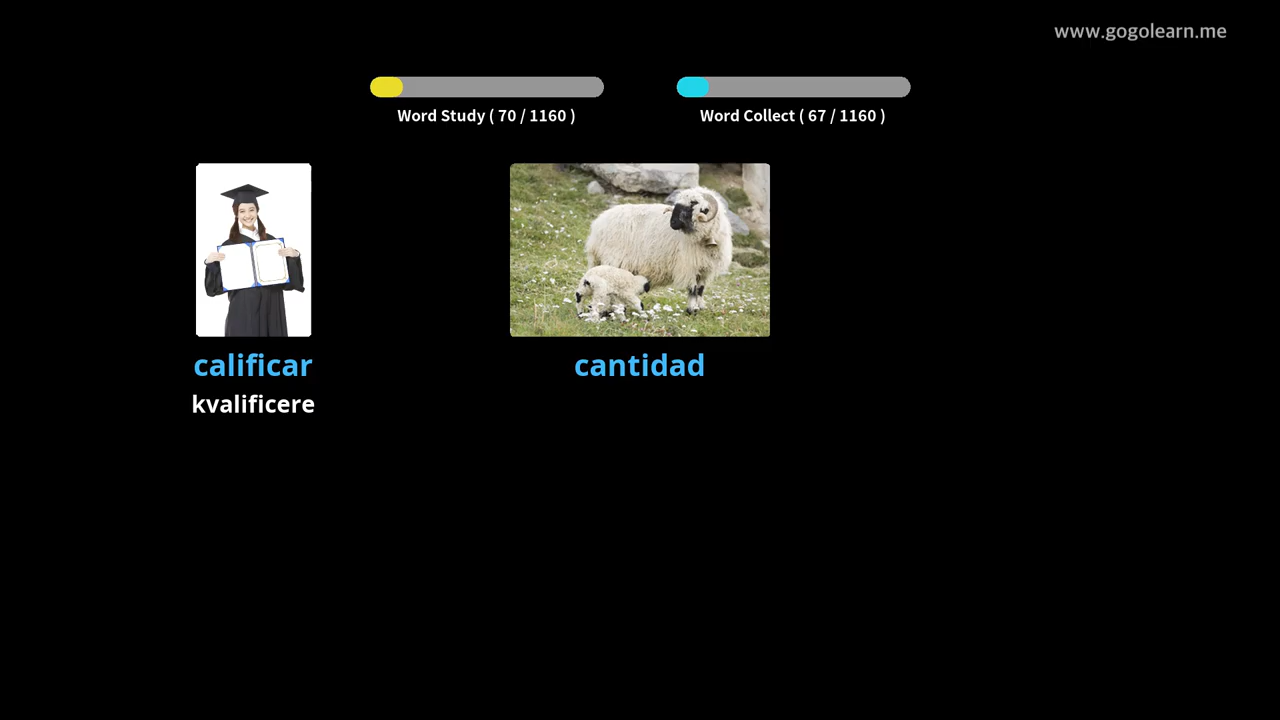 www.gogolearn.me
Word Study ( 70 / 1160 )
Word Collect ( 67 / 1160 )
calificar
cantidad
kvalificere